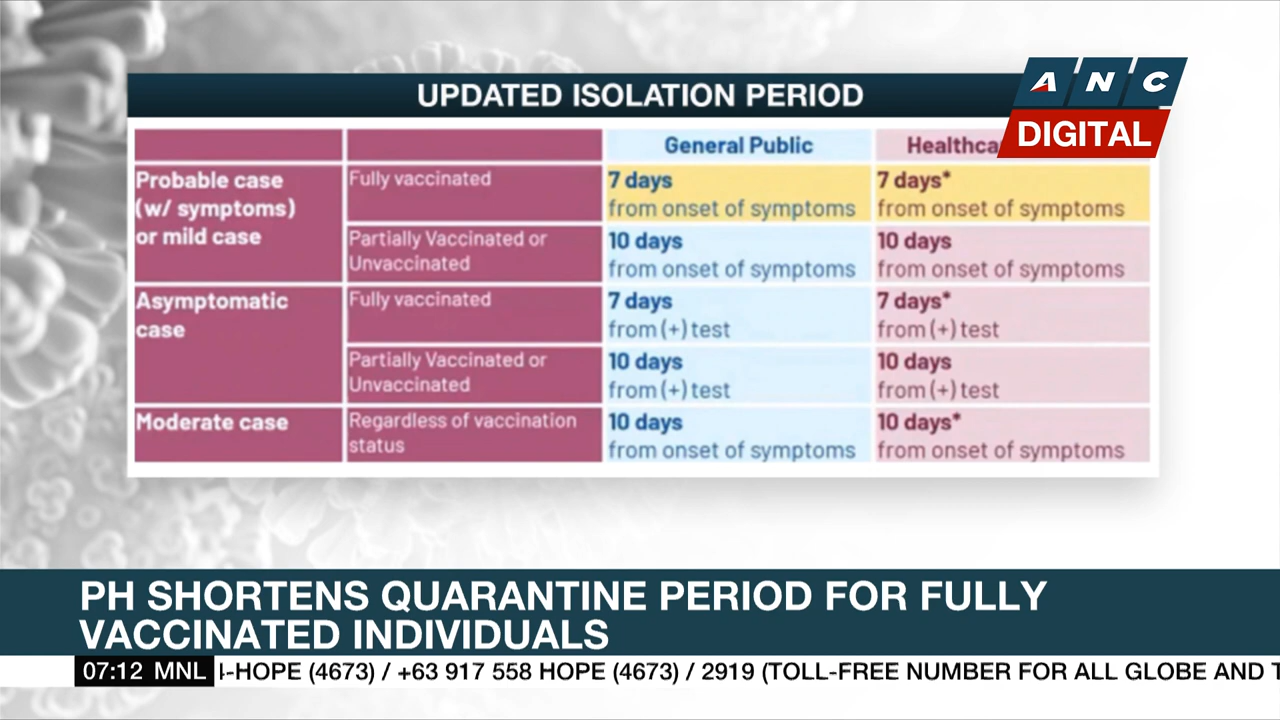 UPDATED ISOLATION PERIOD
ANC
DIGITAL
General Public
Probable case
(w/ symptoms)
or mild case
Fully vaccinated
7 days
from onset of symptoms
7 days*
from onset of symptoms
Partially Vaccinated or
Unvaccinated
10 days
from onset of symptoms
10 days
from onset of symptoms
Asymptomatic
case
Fully vaccinated
7 days
from (+) test
7 days*
from (+) test
Partially Vaccinated or
Unvaccinated
10 days
from (+) test
10 days
from (+) test
Moderate case
Regardless of vaccination
status
10 days
from onset of symptoms
10 days*
from onset of symptoms
PH SHORTENS QUARANTINE PERIOD FOR FULLY
VACCINATED INDIVIDUALS
07:12 MNL
-HOPE (4673) / +63 917 558 HOPE (4673) / 2919 (TOLL-FREE NUMBER FOR ALL GLOBE AND